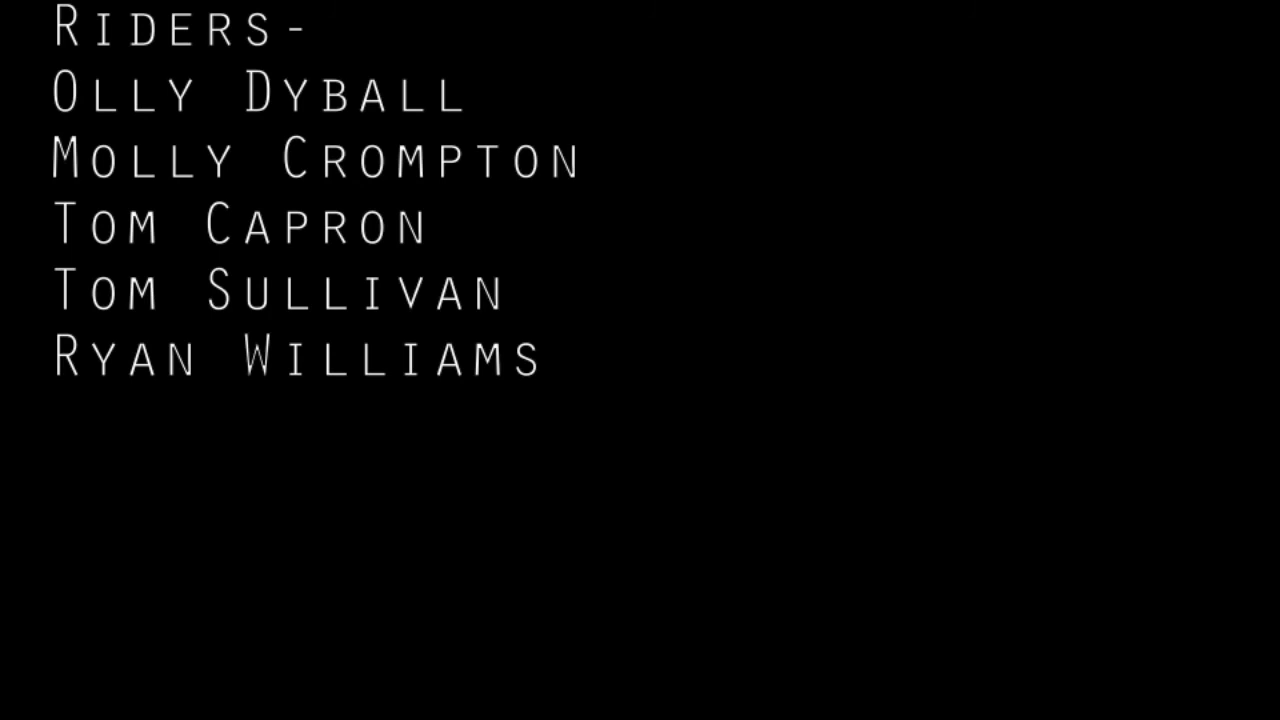 Riders-
Olly Dyball
Molly Crompton
Tom Capron
Tom Sullivan
Ryan Williams